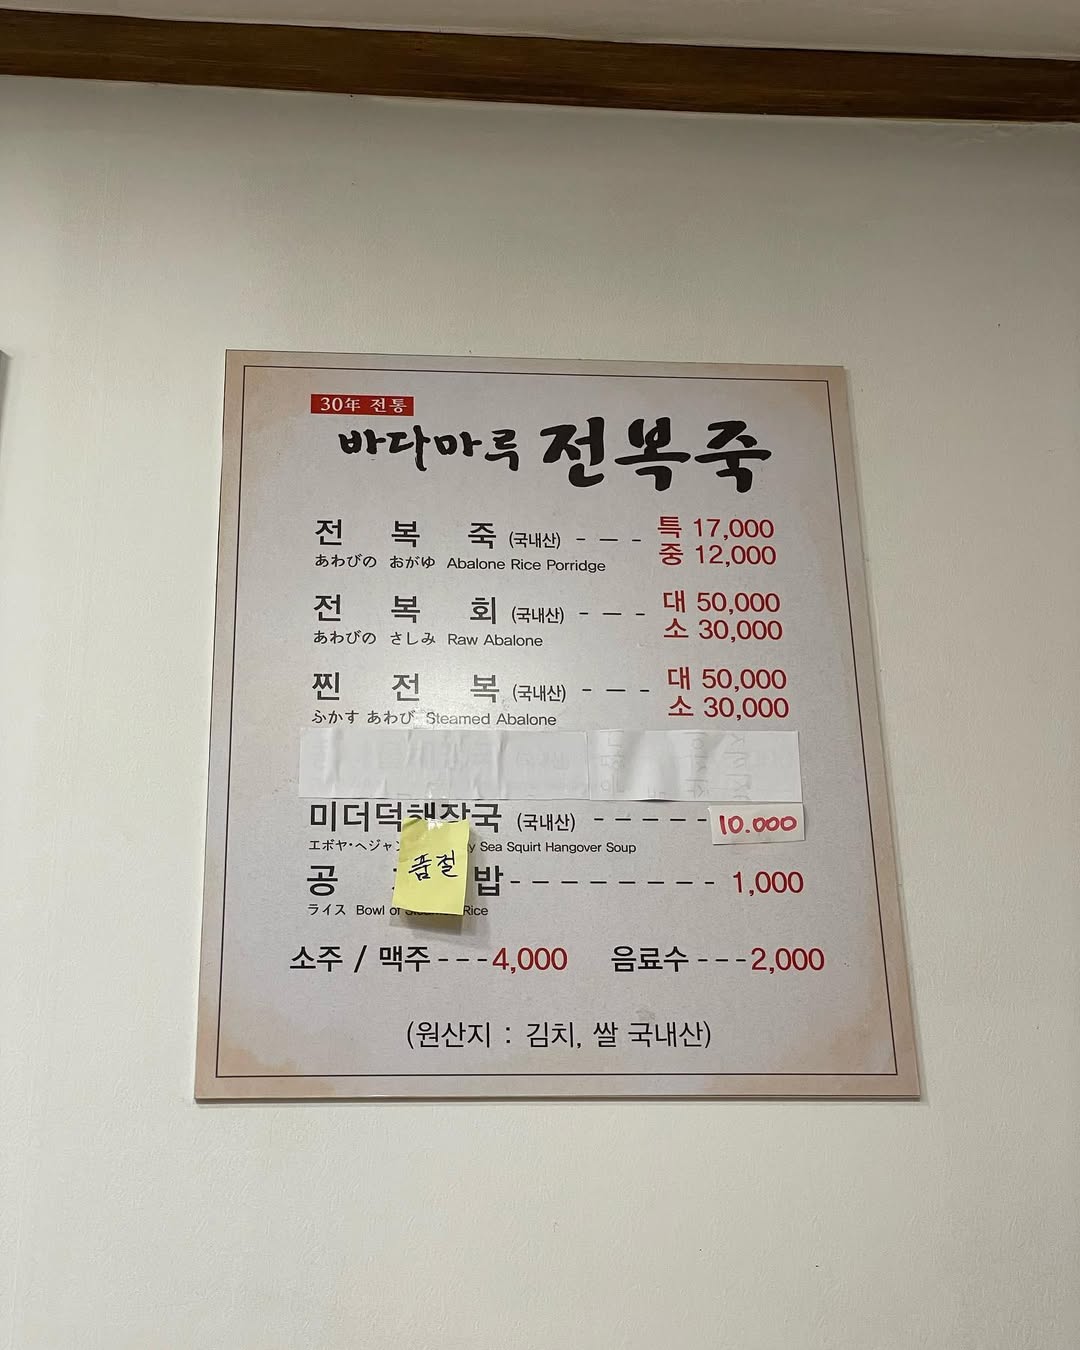 30年 전통
바다마루 전복죽
전 복 죽 (국내산) - - - 특 17,000
중 12,000
あわびの おがゆ Abalone Rice Porridge
전 복 회 (국내산) - - - 대 50,000
소 30,000
あわびの さしみ Raw Abalone
찐 전 복 (국내산) - - - 대 50,000
소 30,000
ふかす あわび Steamed Abalone
미더덕해장국 (국내산) - - - - - 10.000
エボヤ・ヘジャン Sea Squirt Hangover Soup
품절
공 밥 - - - - - - - - - 1,000
ライス Bowl of Rice
소주 / 맥주 - - - 4,000 음료수 - - - 2,000
(원산지 : 김치, 쌀 국내산)